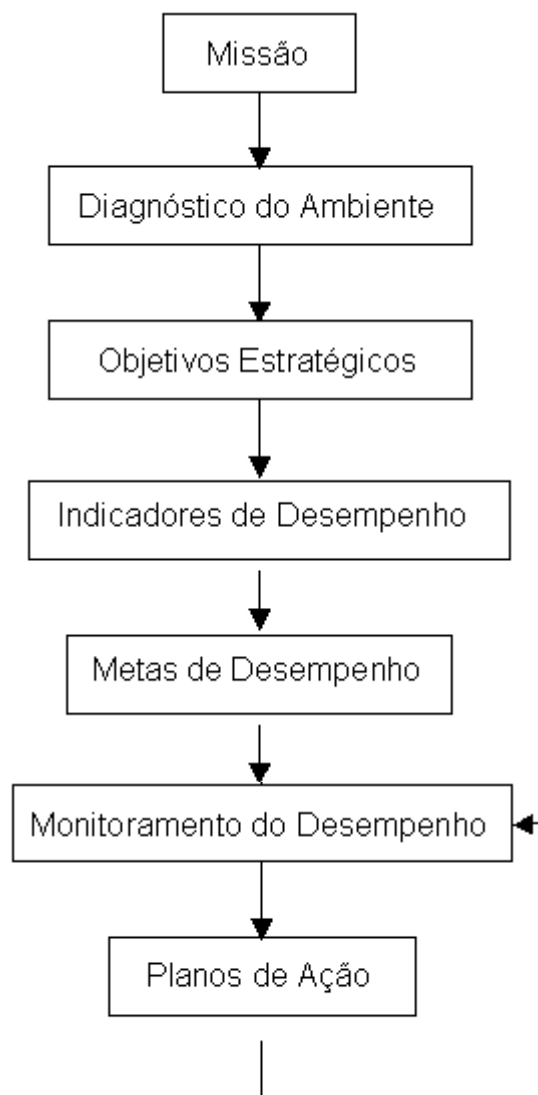 Missão
Diagnóstico do Ambiente
Objetivos Estratégicos
Indicadores de Desempenho
Metas de Desempenho
Monitoramento do Desempenho
Planos de Ação